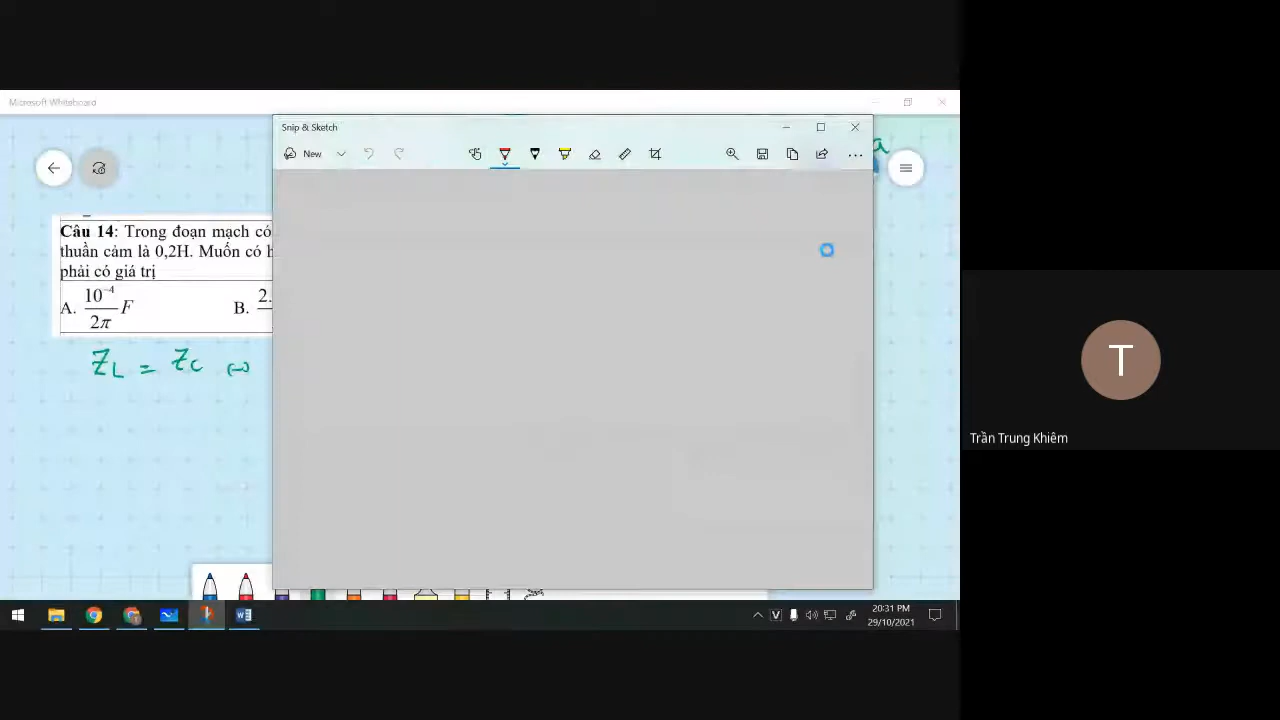 Microsoft Whiteboard
Snip & Sketch
New
a
Câu 14: Trong đoạn mạch có
thuần cảm là 0,2H. Muốn có h
phải có giá trị
A. 10⁻⁴/2π F
B. 2.
Z_L = Z_C ⇔
T
Trần Trung Khiêm
V
20:31 PM
29/10/2021